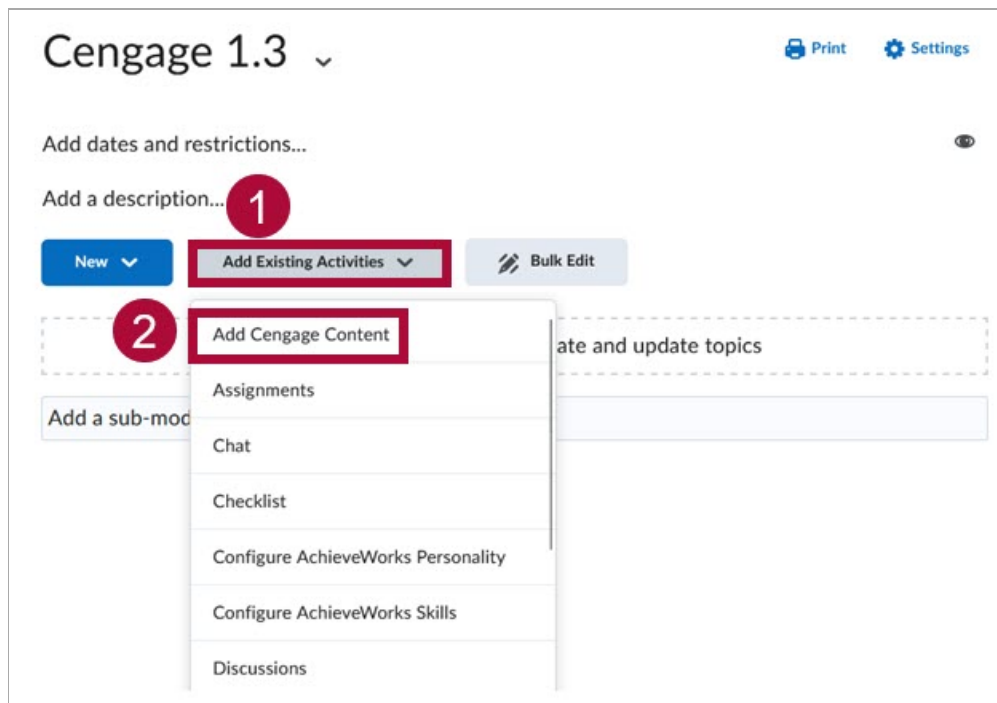 Cengage 1.3
Print
Settings
Add dates and restrictions...
Add a description...
1
New
Add Existing Activities
Bulk Edit
2
Add Cengage Content
ate and update topics
Assignments
Add a sub-mod
Chat
Checklist
Configure AchieveWorks Personality
Configure AchieveWorks Skills
Discussions